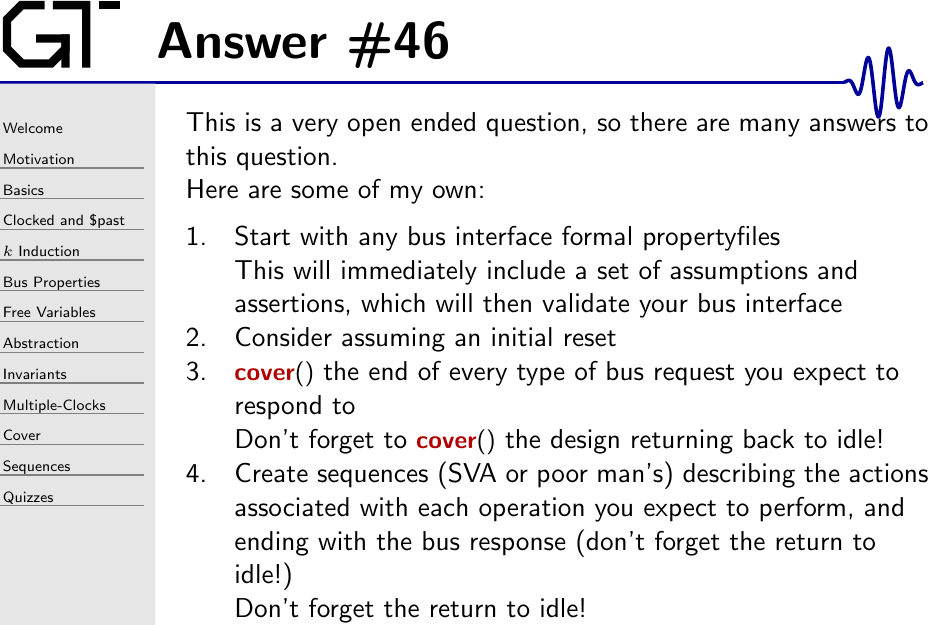 GT
Answer #46
Welcome
Motivation
Basics
Clocked and $past
k Induction
Bus Properties
Free Variables
Abstraction
Invariants
Multiple-Clocks
Cover
Sequences
Quizzes
This is a very open ended question, so there are many answers to
this question.
Here are some of my own:
1. Start with any bus interface formal propertyfiles
This will immediately include a set of assumptions and
assertions, which will then validate your bus interface
2. Consider assuming an initial reset
3. cover() the end of every type of bus request you expect to
respond to
Don't forget to cover() the design returning back to idle!
4. Create sequences (SVA or poor man's) describing the actions
associated with each operation you expect to perform, and
ending with the bus response (don't forget the return to
idle!)
Don't forget the return to idle!